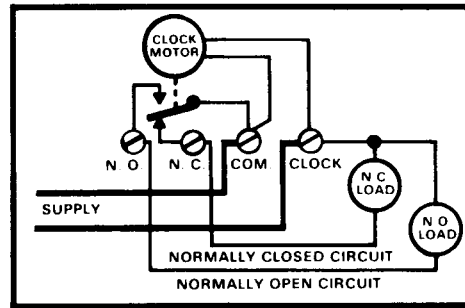 CLOCK
MOTOR
N. O. N. C. COM. CLOCK
N C
LOAD
SUPPLY
N O
LOAD
NORMALLY CLOSED CIRCUIT
NORMALLY OPEN CIRCUIT